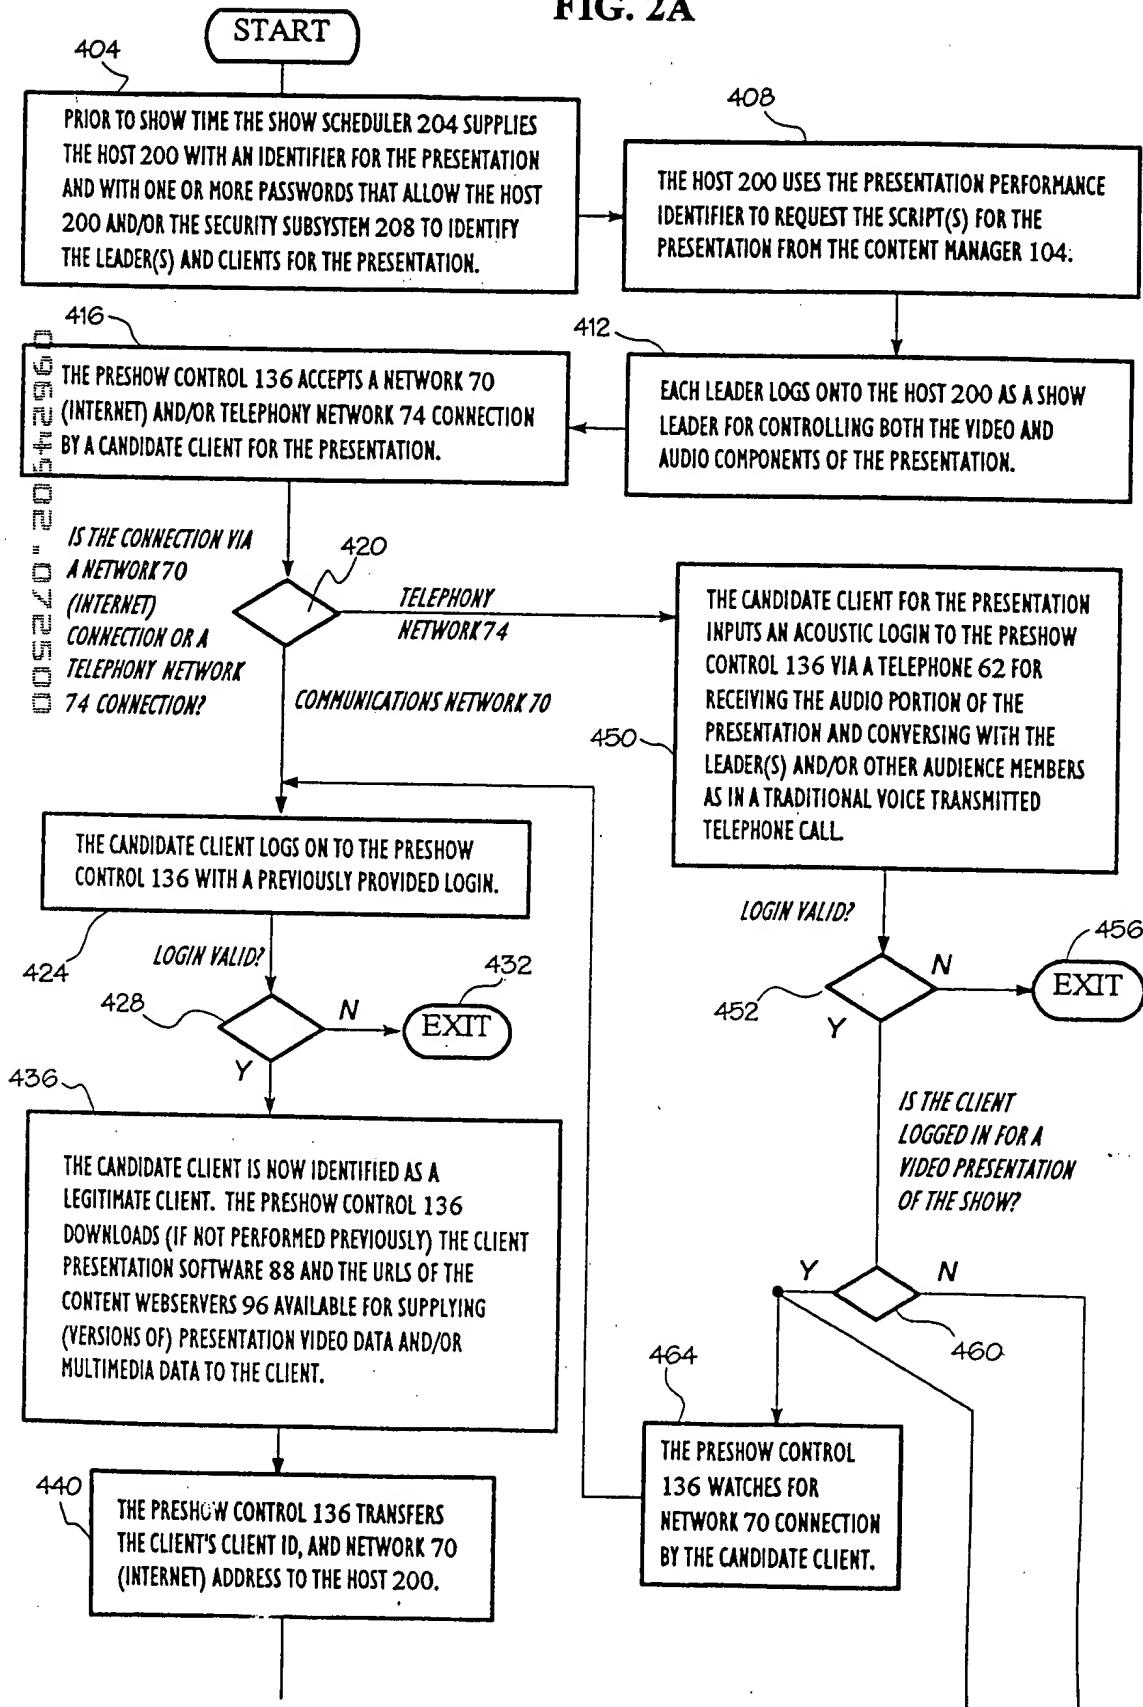 FIG. 2A
START
404
PRIOR TO SHOW TIME THE SHOW SCHEDULER 204 SUPPLIES
THE HOST 200 WITH AN IDENTIFIER FOR THE PRESENTATION
AND WITH ONE OR MORE PASSWORDS THAT ALLOW THE HOST
200 AND/OR THE SECURITY SUBSYSTEM 208 TO IDENTIFY
THE LEADER(S) AND CLIENTS FOR THE PRESENTATION.
408
THE HOST 200 USES THE PRESENTATION PERFORMANCE
IDENTIFIER TO REQUEST THE SCRIPT(S) FOR THE
PRESENTATION FROM THE CONTENT MANAGER 104.
412
EACH LEADER LOGS ONTO THE HOST 200 AS A SHOW
LEADER FOR CONTROLLING BOTH THE VIDEO AND
AUDIO COMPONENTS OF THE PRESENTATION.
416
THE PRESHOW CONTROL 136 ACCEPTS A NETWORK 70
(INTERNET) AND/OR TELEPHONY NETWORK 74 CONNECTION
BY A CANDIDATE CLIENT FOR THE PRESENTATION.
09624502.072500
IS THE CONNECTION VIA
A NETWORK 70
(INTERNET)
CONNECTION OR A
TELEPHONY NETWORK
74 CONNECTION?
420
TELEPHONY
NETWORK 74
COMMUNICATIONS NETWORK 70
450
THE CANDIDATE CLIENT FOR THE PRESENTATION
INPUTS AN ACOUSTIC LOGIN TO THE PRESHOW
CONTROL 136 VIA A TELEPHONE 62 FOR
RECEIVING THE AUDIO PORTION OF THE
PRESENTATION AND CONVERSING WITH THE
LEADER(S) AND/OR OTHER AUDIENCE MEMBERS
AS IN A TRADITIONAL VOICE TRANSMITTED
TELEPHONE CALL.
THE CANDIDATE CLIENT LOGS ON TO THE PRESHOW
CONTROL 136 WITH A PREVIOUSLY PROVIDED LOGIN.
424
LOGIN VALID?
428
N
432
EXIT
Y
LOGIN VALID?
452
N
456
EXIT
Y
436
THE CANDIDATE CLIENT IS NOW IDENTIFIED AS A
LEGITIMATE CLIENT. THE PRESHOW CONTROL 136
DOWNLOADS (IF NOT PERFORMED PREVIOUSLY) THE CLIENT
PRESENTATION SOFTWARE 88 AND THE URLS OF THE
CONTENT WEBSERVERS 96 AVAILABLE FOR SUPPLYING
(VERSIONS OF) PRESENTATION VIDEO DATA AND/OR
MULTIMEDIA DATA TO THE CLIENT.
IS THE CLIENT
LOGGED IN FOR A
VIDEO PRESENTATION
OF THE SHOW?
Y
N
460
464
THE PRESHOW CONTROL
136 WATCHES FOR
NETWORK 70 CONNECTION
BY THE CANDIDATE CLIENT.
440
THE PRESHOW CONTROL 136 TRANSFERS
THE CLIENT'S CLIENT ID, AND NETWORK 70
(INTERNET) ADDRESS TO THE HOST 200.